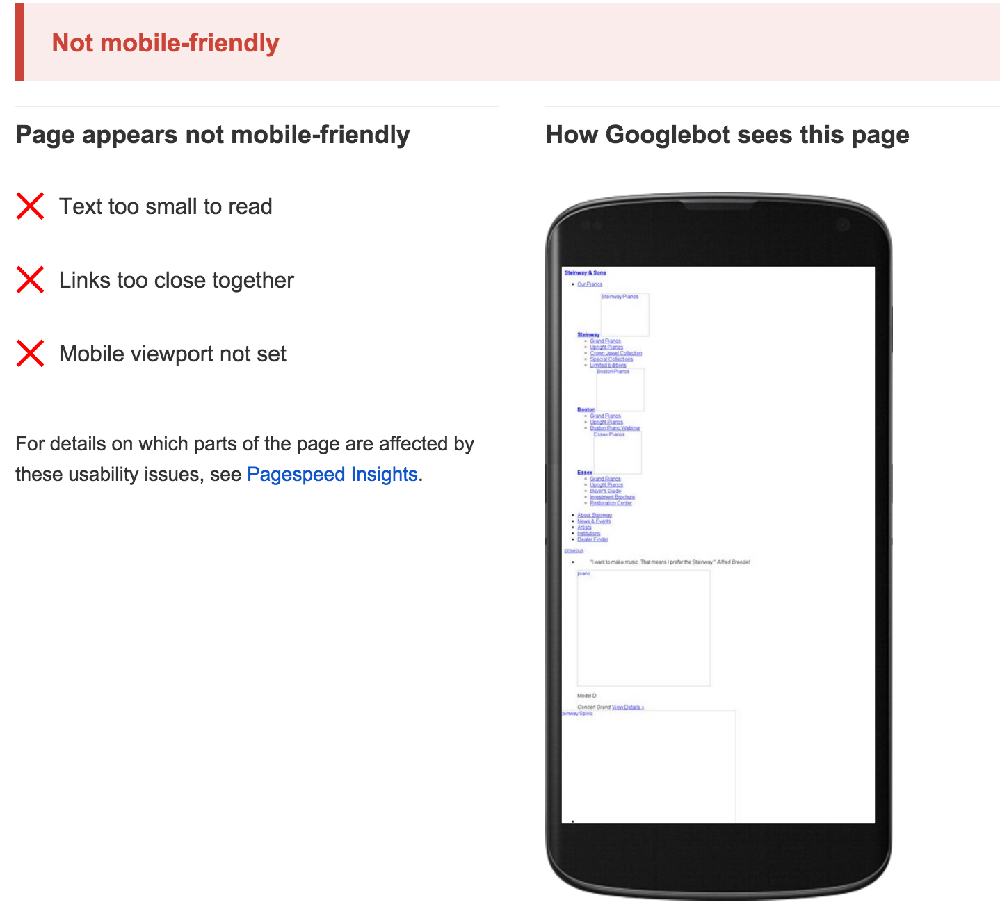 Not mobile-friendly
Page appears not mobile-friendly
Text too small to read
Links too close together
Mobile viewport not set
For details on which parts of the page are affected by
these usability issues, see Pagespeed Insights.
How Googlebot sees this page
Steinway & Sons
Our Pianos
Steinway Pianos
Steinway
Grand Pianos
Upright Pianos
Crown Jewel Collection
Special Collections
Limited Editions
Boston Pianos
Boston
Grand Pianos
Upright Pianos
Boston Piano Webinar
Essex Pianos
Essex
Grand Pianos
Upright Pianos
Buyer's Guide
Investment Brochure
Restoration Center
About Steinway
News & Events
Artists
Institutions
Dealer Finder
previous
"I want to make music. That means I prefer the Steinway." Alfred Brendel
piano
Model D
Concert Grand View Details »
einway Spirio